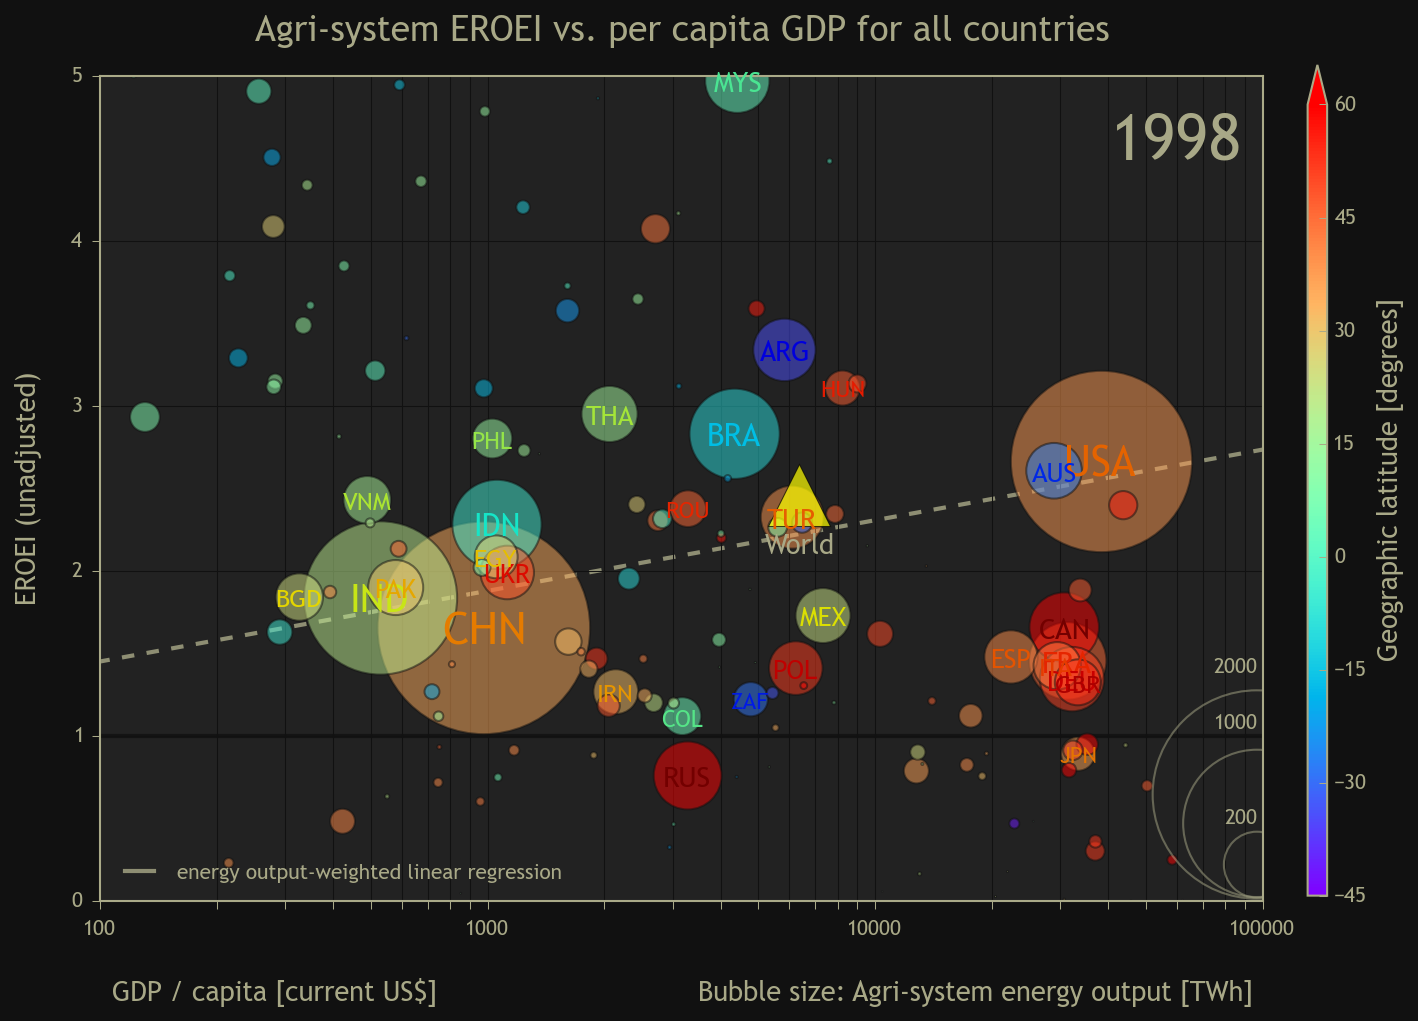 Agri-system EROEI vs. per capita GDP for all countries
1998
EROEI (unadjusted)
5
4
3
2
1
0
MYS
ARG
HUN
THA
BRA
PHL
USA
AUS
VNM
IDN
ROU
TUR
World
EGY
UKR
PAK
IND
BGD
CHN
MEX
CAN
ESP
FRA
POL
GBR
IRN
ZAF
COL
JPN
RUS
2000
1000
200
energy output-weighted linear regression
100
1000
10000
100000
GDP / capita [current US$]
Bubble size: Agri-system energy output [TWh]
60
45
30
15
0
−15
−30
−45
Geographic latitude [degrees]